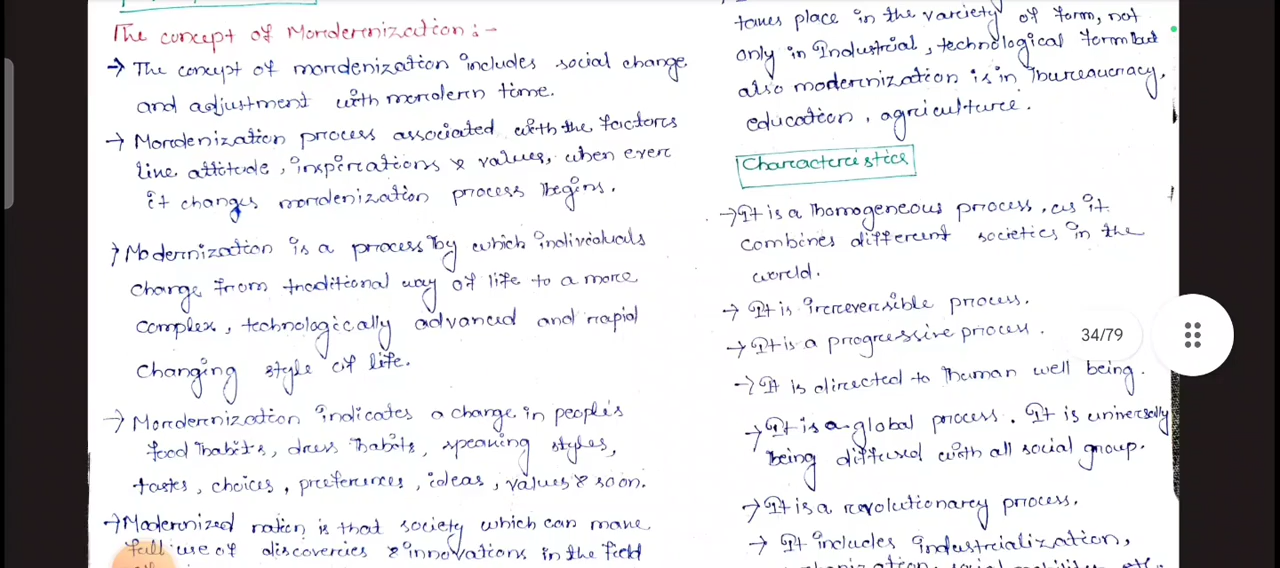 The concept of Mordernization :-
→ The concept of mordenization includes social change
and adjustment with mordern time.
→ Mordenization process associated with the factors
like attitude, inspirations & values, when ever
it changes mordenization process begins.
→ Modernization is a process by which individuals
change from traditional way of life to a more
complex, technologically advanced and rapid
changing style of life.
→ Mordernization indicates a change in people's
food habits, dress habits, speaking styles,
tastes, choices, preferences, ideas, values & so on.
→ Modernized nation is that society which can make
full use of discoveries & innovations in the field
takes place in the variety of form, not
only in Industrial, technological form but
also modernization is in bureaucracy,
education, agriculture.
Characteristics
→ It is a homogeneous process, as it
combines different societies in the
world.
→ It is irreversible process.
→ It is a progressive process.
→ It is directed to human well being.
→ It is a global process. It is universally
being diffused with all social group.
→ It is a revolutionary process.
→ It includes industrialization,
34/79